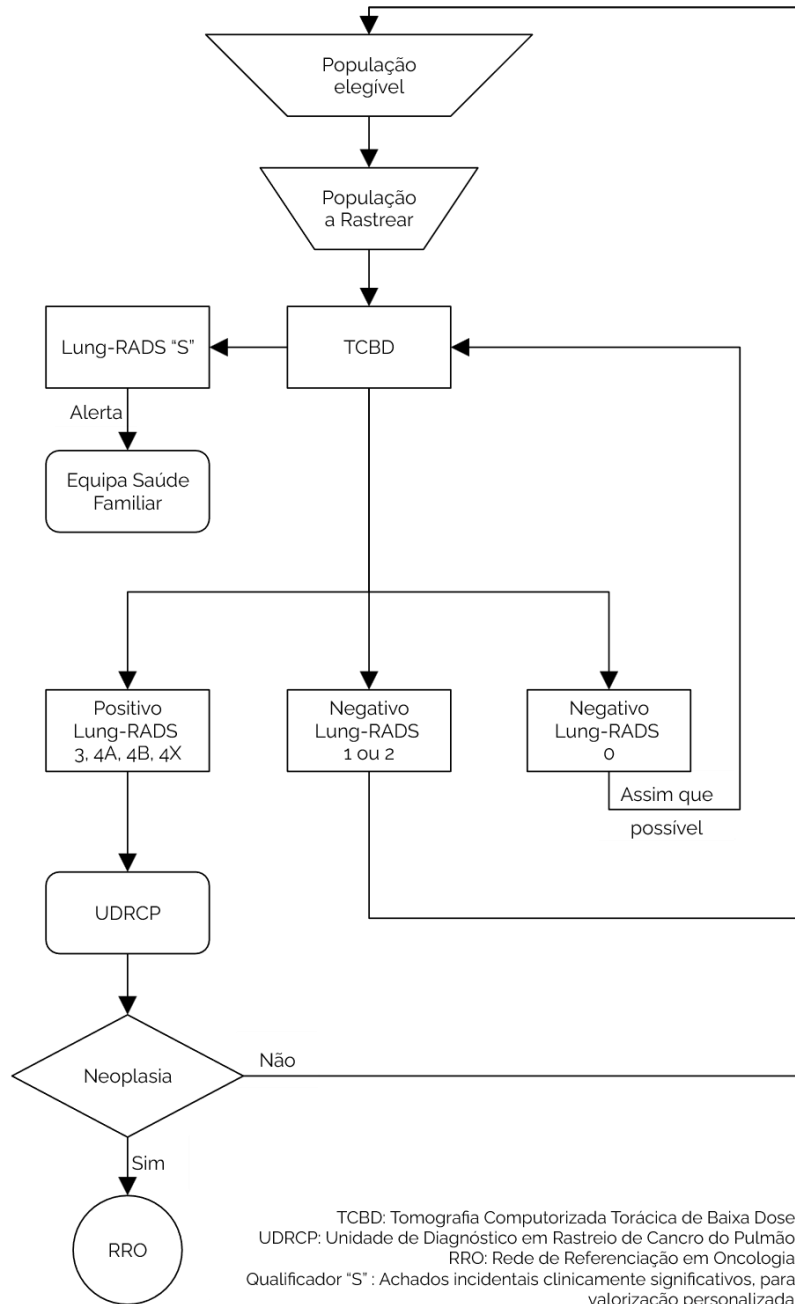 População
elegível
População
a Rastrear
Lung-RADS “S”
TCBD
Alerta
Equipa Saúde
Familiar
Positivo
Lung-RADS
3, 4A, 4B, 4X
Negativo
Lung-RADS
1 ou 2
Negativo
Lung-RADS
0
Assim que
possível
UDRCP
Neoplasia
Não
Sim
RRO
TCBD: Tomografia Computorizada Torácica de Baixa Dose
UDRCP: Unidade de Diagnóstico em Rastreio de Cancro do Pulmão
RRO: Rede de Referenciação em Oncologia
Qualificador “S” : Achados incidentais clinicamente significativos, para
valorização personalizada